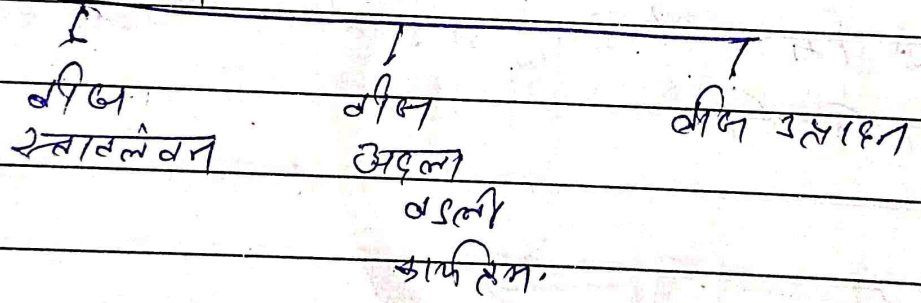 बीज
स्वावलंबन
बीज
अदला
बदली
कार्यक्रम.
बीज उत्पादन